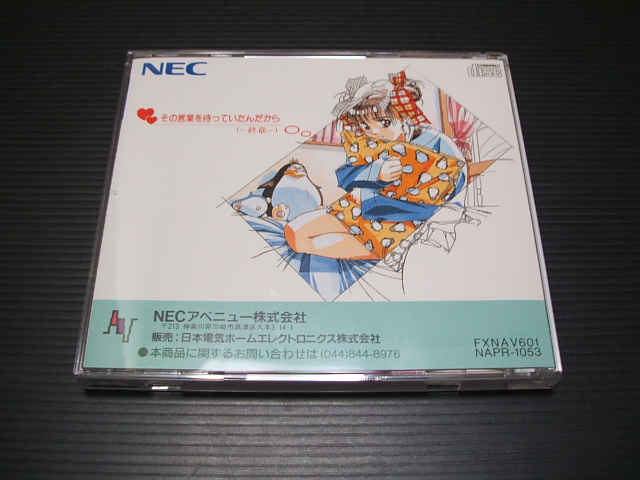 NEC
DISC
その言葉を待っていたんだから
(−終章−)
NECアベニュー株式会社
〒213 神奈川県川崎市高津区久本3-14-1
販売:日本電気ホームエレクトロニクス株式会社
●本商品に関するお問い合わせは(044)844-8976
FXNAV601
NAPR-1053